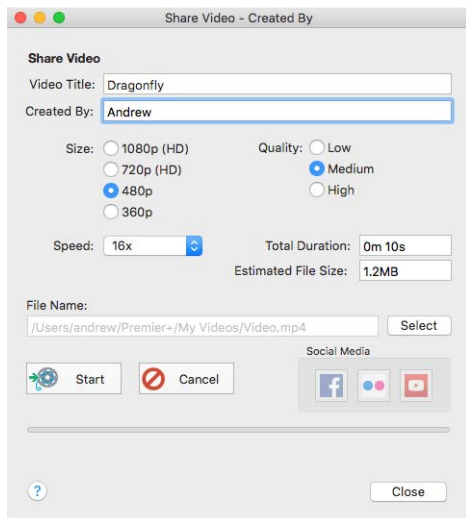 Share Video - Created By
Share Video
Video Title: Dragonfly
Created By: Andrew
Size: 1080p (HD) Quality: Low
720p (HD) Medium
480p High
360p
Speed: 16x Total Duration: 0m 10s
Estimated File Size: 1.2MB
File Name:
/Users/andrew/Premier+/My Videos/Video.mp4 Select
Social Media
Start Cancel
? Close